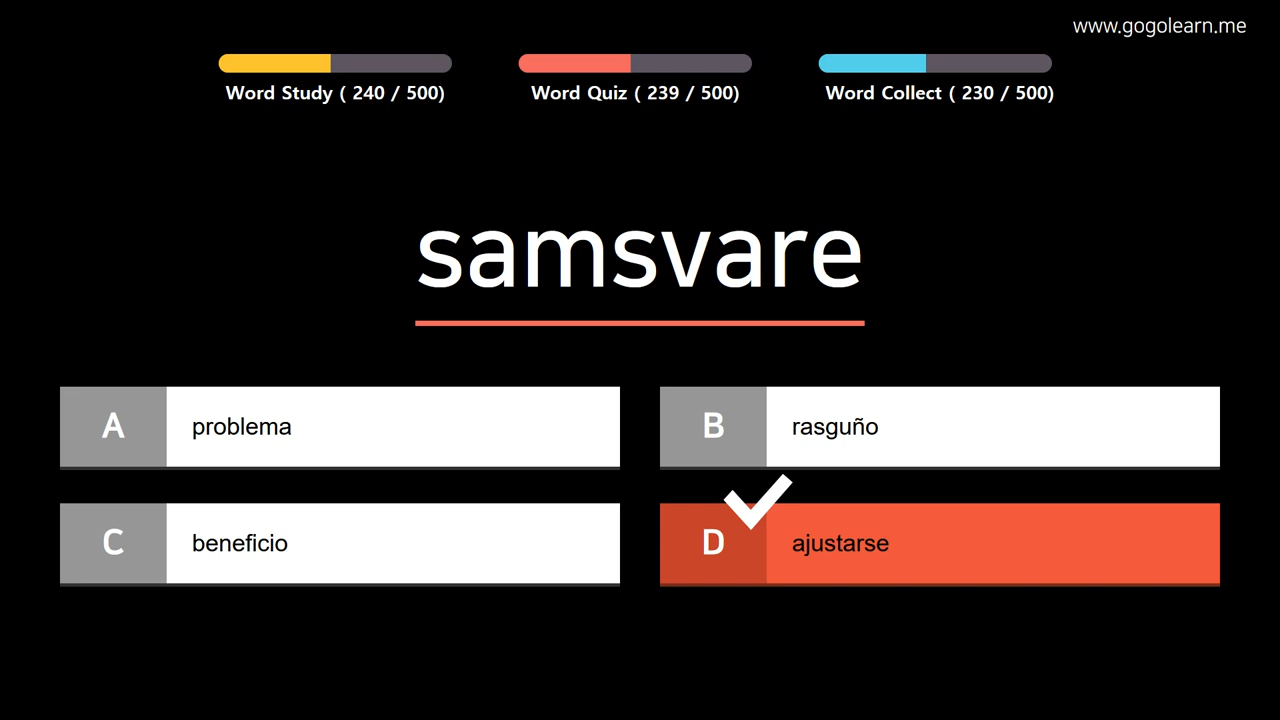 www.gogolearn.me
Word Study ( 240 / 500)
Word Quiz ( 239 / 500)
Word Collect ( 230 / 500)
samsvare
A problema
B rasguño
C beneficio
D ajustarse